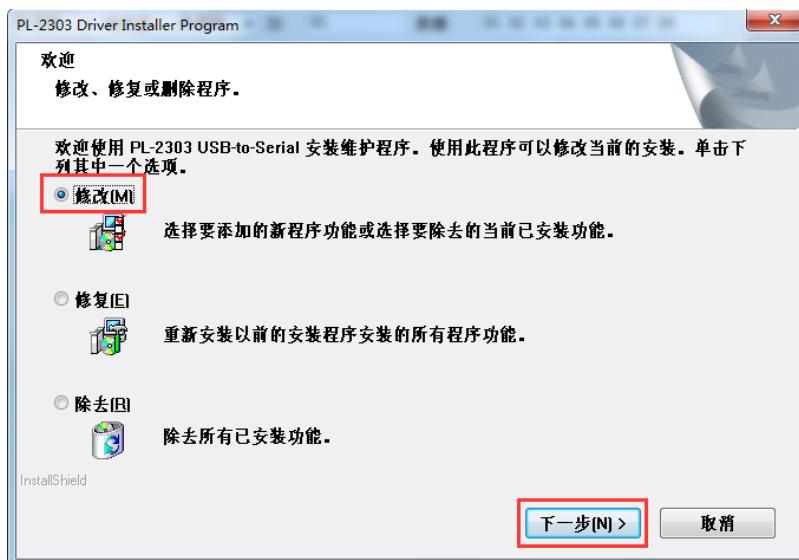 PL-2303 Driver Installer Program
欢迎
修改、修复或删除程序。
欢迎使用 PL-2303 USB-to-Serial 安装维护程序。使用此程序可以修改当前的安装。单击下
列其中一个选项。
修改(M)
选择要添加的新程序功能或选择要除去的当前已安装功能。
修复(E)
重新安装以前的安装程序安装的所有程序功能。
除去(R)
除去所有已安装功能。
InstallShield
下一步(N) >
取消